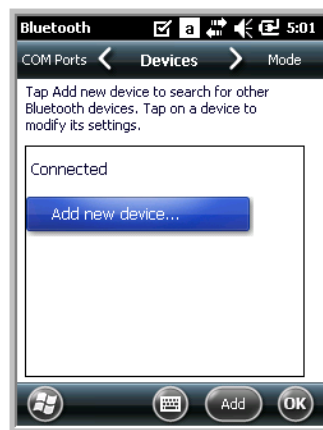 Bluetooth a 5:01
COM Ports Devices Mode
Tap Add new device to search for other
Bluetooth devices. Tap on a device to
modify its settings.
Connected
Add new device...
Add OK